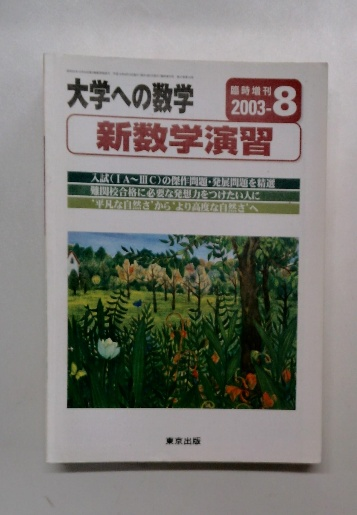 大学への数学
臨時増刊
2003-8
新数学演習
入試(ⅠA～ⅢC)の傑作問題・発展問題を精選
難関校合格に必要な発想力をつけたい人に
"平凡な自然さ"から"より高度な自然さ"へ
東京出版